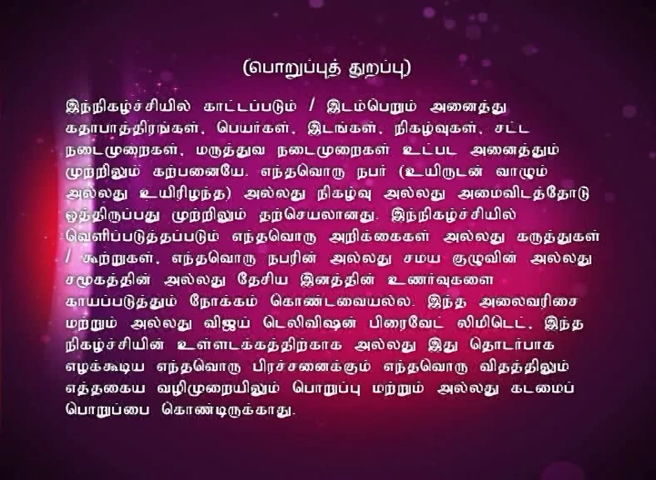 (பொறுப்புத் துறப்பு)
இந்நிகழ்ச்சியில் காட்டப்படும் / இடம்பெறும் அனைத்து
கதாபாத்திரங்கள், பெயர்கள், இடங்கள், நிகழ்வுகள், சட்ட
நடைமுறைகள், மருத்துவ நடைமுறைகள் உட்பட அனைத்தும்
முற்றிலும் கற்பனையே. எந்தவொரு நபர் (உயிருடன் வாழும்
அல்லது உயிரிழந்த) அல்லது நிகழ்வு அல்லது அமைவிடத்தோடு
ஒத்திருப்பது முற்றிலும் தற்செயலானது. இந்நிகழ்ச்சியில்
வெளிப்படுத்தப்படும் எந்தவொரு அறிக்கைகள் அல்லது கருத்துகள்
/ கூற்றுகள், எந்தவொரு நபரின் அல்லது சமய குழுவின் அல்லது
சமூகத்தின் அல்லது தேசிய இனத்தின் உணர்வுகளை
காயப்படுத்தும் நோக்கம் கொண்டவையல்ல. இந்த அலைவரிசை
மற்றும் அல்லது விஜய் டெலிவிஷன் பிரைவேட் லிமிடெட், இந்த
நிகழ்ச்சியின் உள்ளடக்கத்திற்காக அல்லது இது தொடர்பாக
எழக்கூடிய எந்தவொரு பிரச்சனைக்கும் எந்தவொரு விதத்திலும்
எத்தகைய வழிமுறையிலும் பொறுப்பு மற்றும் அல்லது கடமைப்
பொறுப்பை கொண்டிருக்காது.